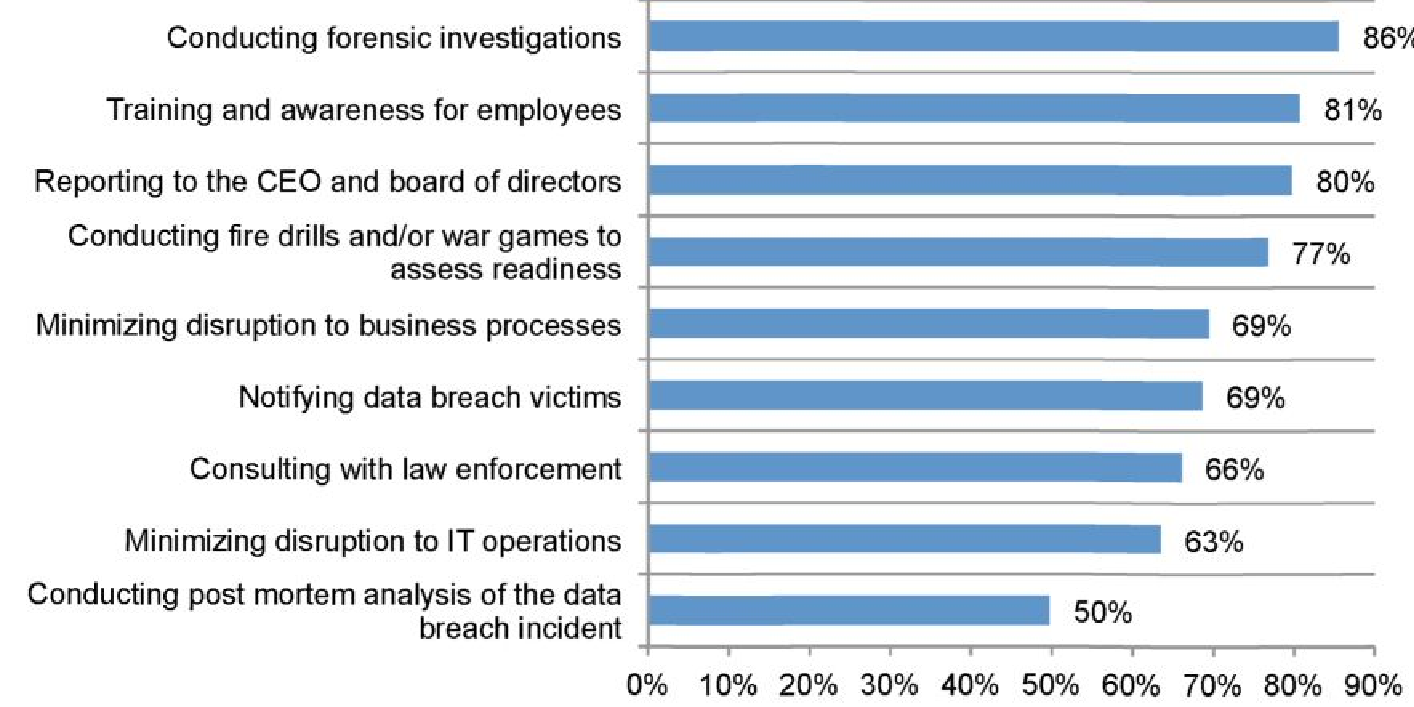 Conducting forensic investigations
86%
Training and awareness for employees
81%
Reporting to the CEO and board of directors
80%
Conducting fire drills and/or war games to
assess readiness
77%
Minimizing disruption to business processes
69%
Notifying data breach victims
69%
Consulting with law enforcement
66%
Minimizing disruption to IT operations
63%
Conducting post mortem analysis of the data
breach incident
50%
0% 10% 20% 30% 40% 50% 60% 70% 80% 90%